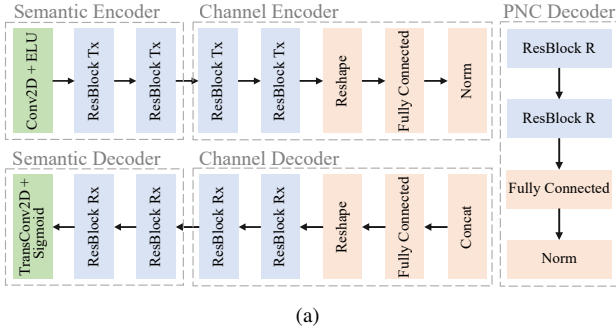 Semantic Encoder
Channel Encoder
PNC Decoder
Conv2D + ELU
ResBlock Tx
ResBlock Tx
ResBlock Tx
ResBlock Tx
Reshape
Fully Connected
Norm
ResBlock R
ResBlock R
Fully Connected
Norm
Semantic Decoder
Channel Decoder
TransConv2D +
Sigmoid
ResBlock Rx
ResBlock Rx
ResBlock Rx
ResBlock Rx
Reshape
Fully Connected
Concat
(a)